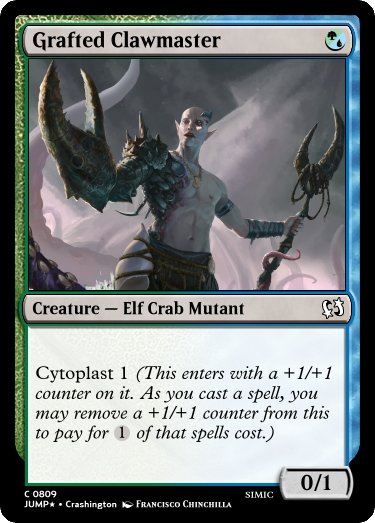 Grafted Clawmaster
Creature — Elf Crab Mutant
Cytoplast 1 (This enters with a +1/+1
counter on it. As you cast a spell, you
may remove a +1/+1 counter from this
to pay for 1 of that spells cost.)
0/1
C 0809
SIMIC
JUMP★ • Crashington Francisco Chinchilla